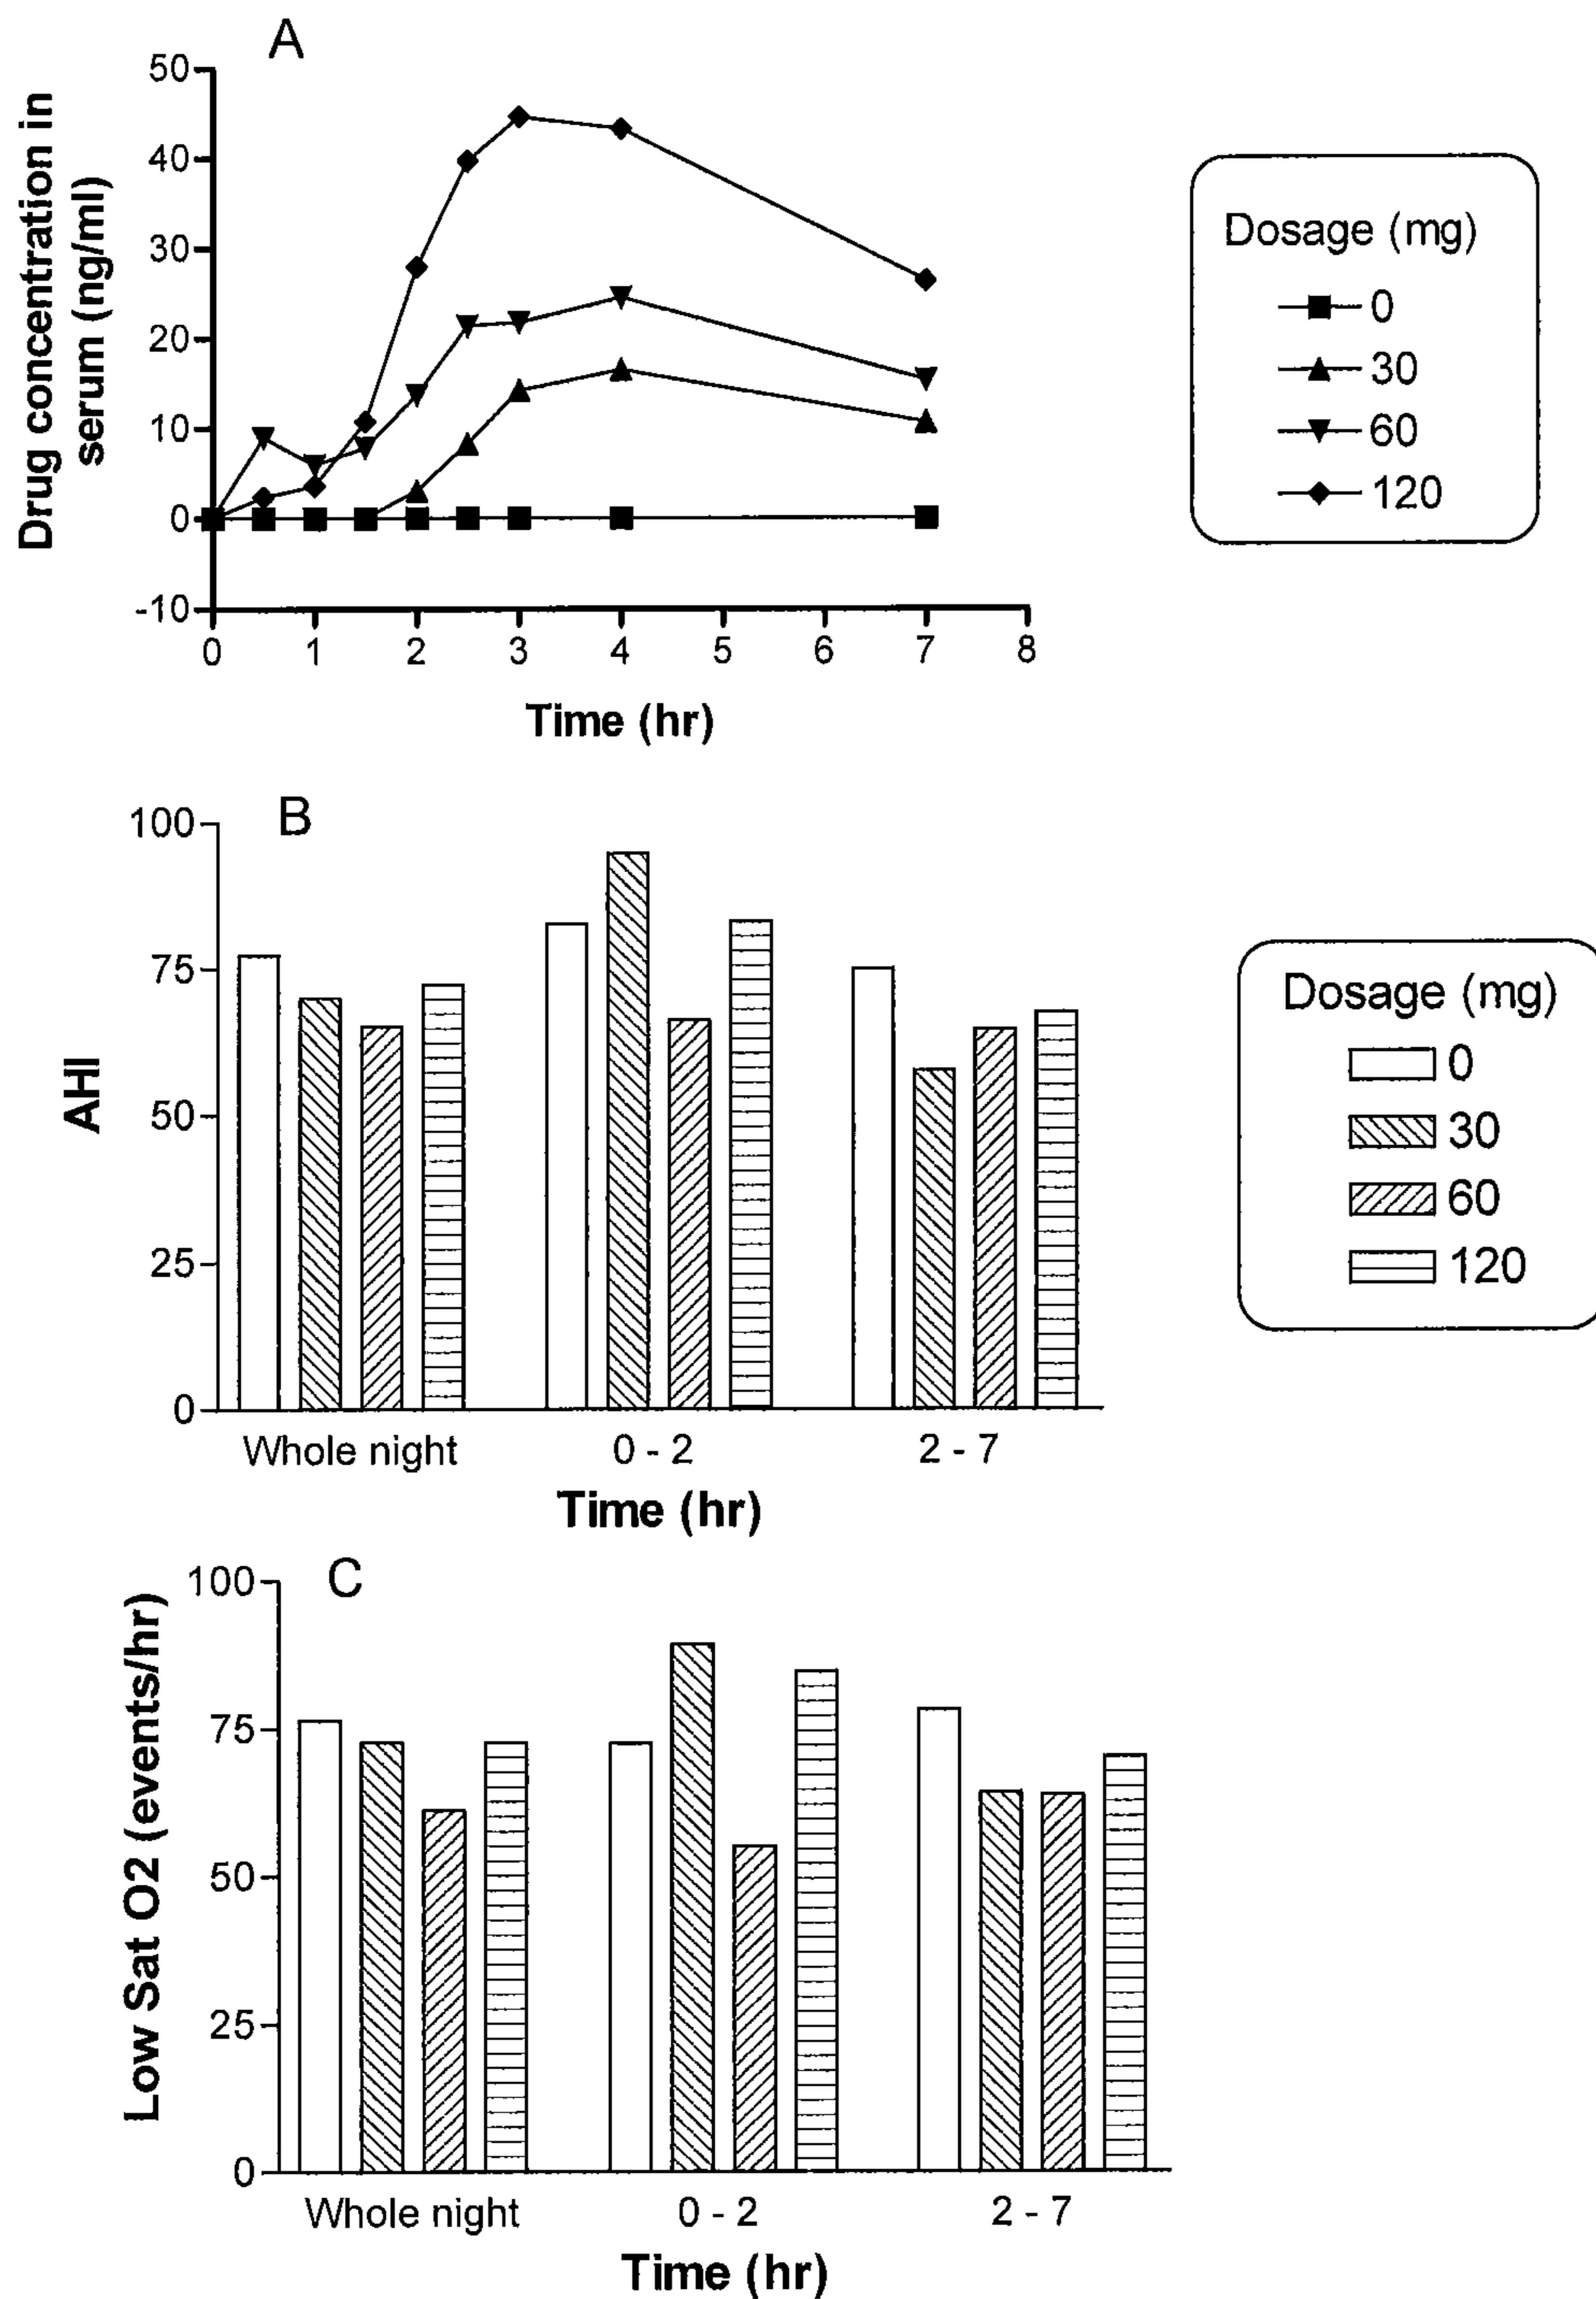 A
50
40
30
20
10
0
-10
Drug concentration in
serum (ng/ml)
0 1 2 3 4 5 6 7 8
Time (hr)
Dosage (mg)
0
30
60
120
B
100
75
50
25
0
AHI
Whole night 0 - 2 2 - 7
Time (hr)
Dosage (mg)
0
30
60
120
C
100
75
50
25
0
Low Sat O2 (events/hr)
Whole night 0 - 2 2 - 7
Time (hr)